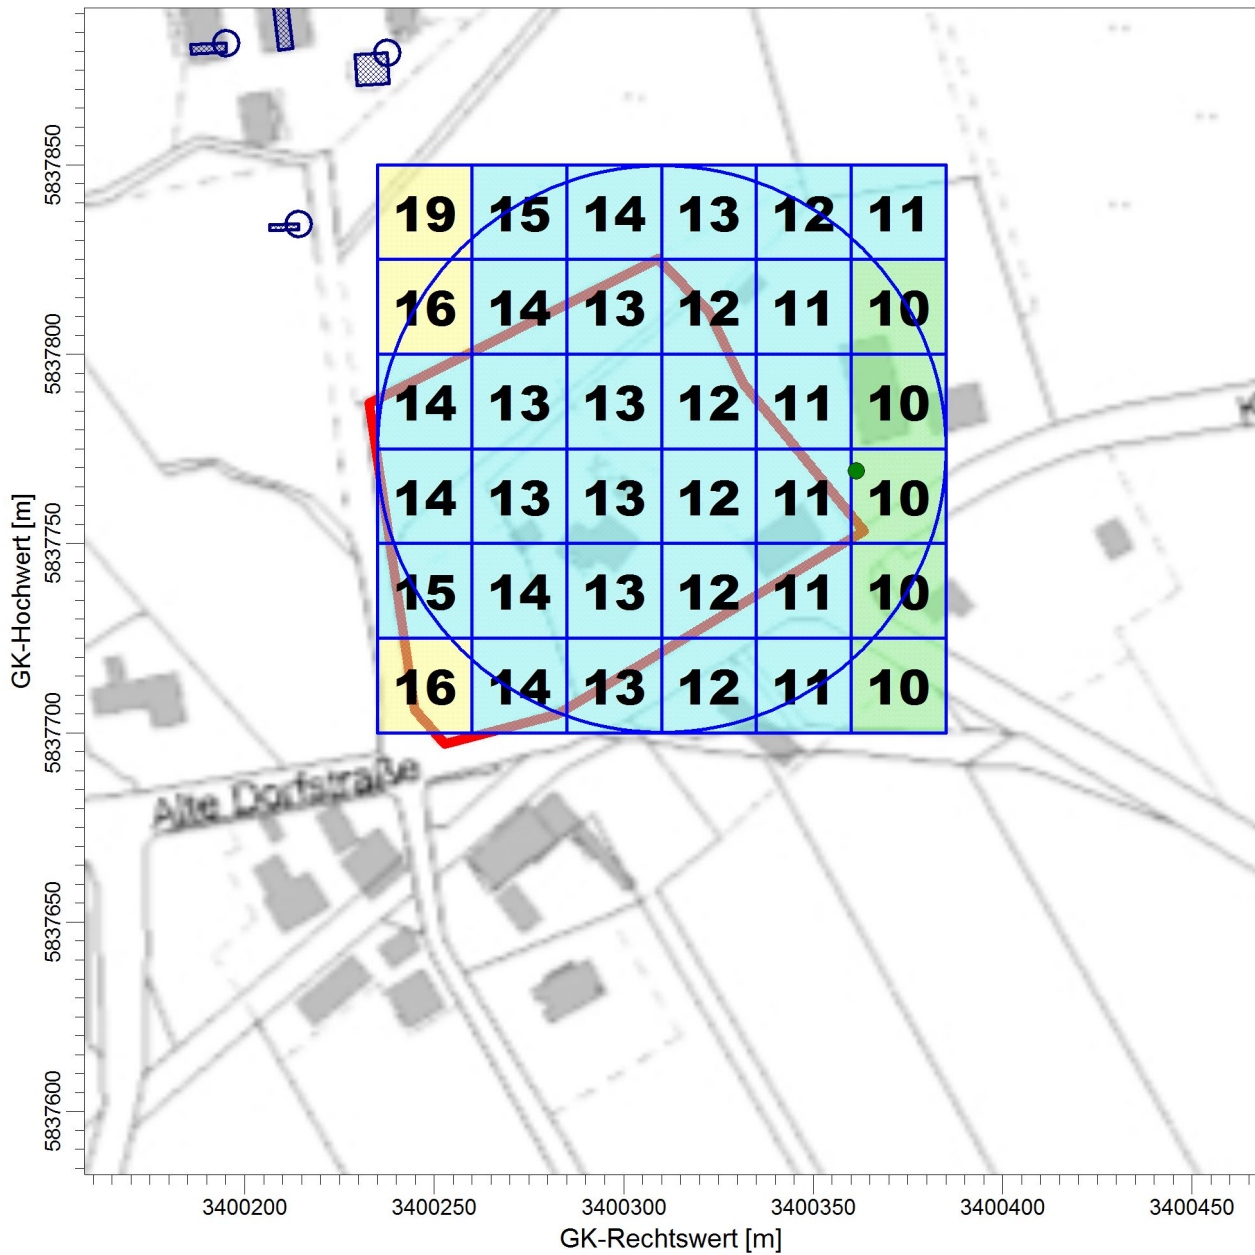 5837850
5837800
5837750
5837700
5837650
5837600
GK-Hochwert [m]
19 15 14 13 12 11
16 14 13 12 11 10
14 13 13 12 11 10
14 13 13 12 11 10
15 14 13 12 11 10
16 14 13 12 11 10
Alte Dorfstraße
3400200 3400250 3400300 3400350 3400400 3400450
GK-Rechtswert [m]